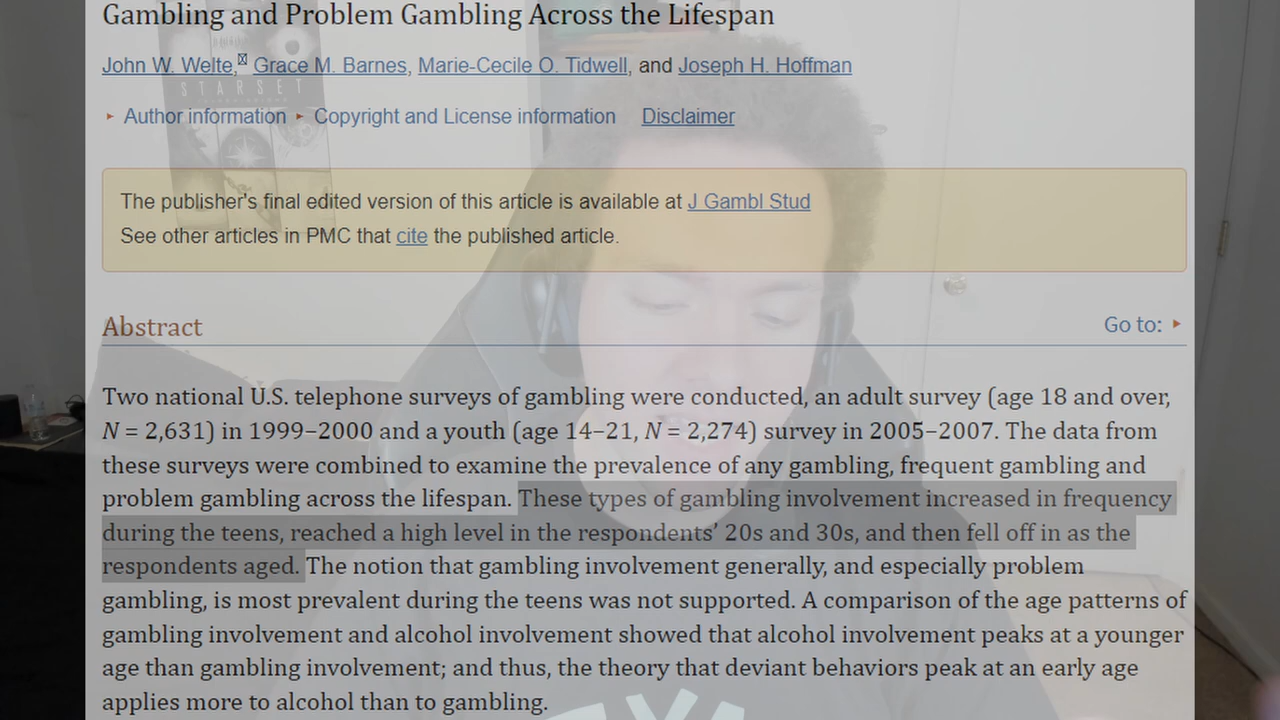 Gambling and Problem Gambling Across the Lifespan
John W. Welte, Grace M. Barnes, Marie-Cecile O. Tidwell, and Joseph H. Hoffman
STARSET
Author information Copyright and License information Disclaimer
The publisher's final edited version of this article is available at J Gambl Stud
See other articles in PMC that cite the published article.
Abstract
Go to:
Two national U.S. telephone surveys of gambling were conducted, an adult survey (age 18 and over,
N = 2,631) in 1999–2000 and a youth (age 14–21, N = 2,274) survey in 2005–2007. The data from
these surveys were combined to examine the prevalence of any gambling, frequent gambling and
problem gambling across the lifespan. These types of gambling involvement increased in frequency
during the teens, reached a high level in the respondents’ 20s and 30s, and then fell off in as the
respondents aged. The notion that gambling involvement generally, and especially problem
gambling, is most prevalent during the teens was not supported. A comparison of the age patterns of
gambling involvement and alcohol involvement showed that alcohol involvement peaks at a younger
age than gambling involvement; and thus, the theory that deviant behaviors peak at an early age
applies more to alcohol than to gambling.